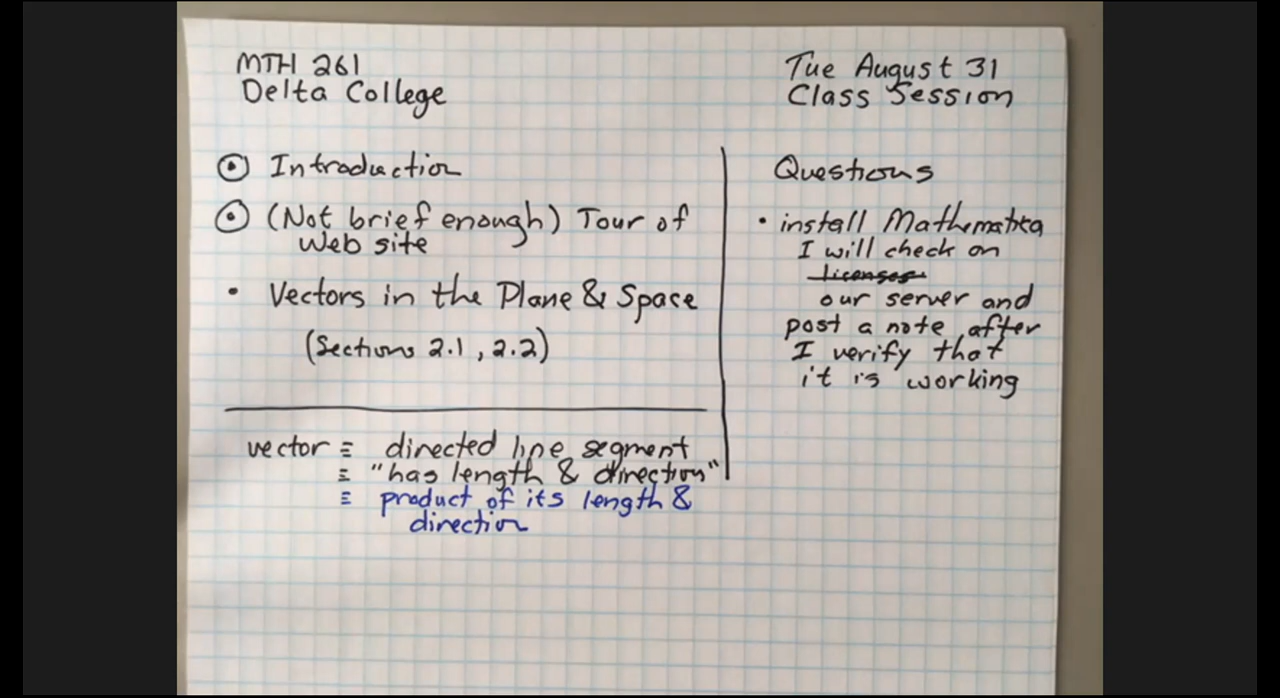 MTH 261
Delta College
Tue August 31
Class Session
⊙ Introduction
⊙ (Not brief enough) Tour of
Web site
• Vectors in the Plane & Space
(Sections 2.1, 2.2)
Questions
• install Mathematica
I will check on
licenses
our server and
post a note after
I verify that
it is working
vector ≡ directed line segment
≡ "has length & direction"
≡ product of its length &
direction